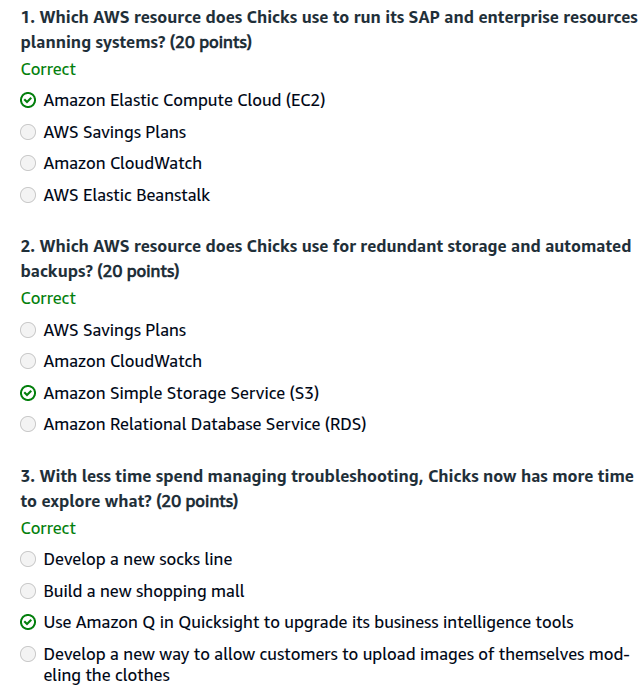 1. Which AWS resource does Chicks use to run its SAP and enterprise resources
planning systems? (20 points)
Correct
Amazon Elastic Compute Cloud (EC2)
AWS Savings Plans
Amazon CloudWatch
AWS Elastic Beanstalk
2. Which AWS resource does Chicks use for redundant storage and automated
backups? (20 points)
Correct
AWS Savings Plans
Amazon CloudWatch
Amazon Simple Storage Service (S3)
Amazon Relational Database Service (RDS)
3. With less time spend managing troubleshooting, Chicks now has more time
to explore what? (20 points)
Correct
Develop a new socks line
Build a new shopping mall
Use Amazon Q in Quicksight to upgrade its business intelligence tools
Develop a new way to allow customers to upload images of themselves mod-
eling the clothes